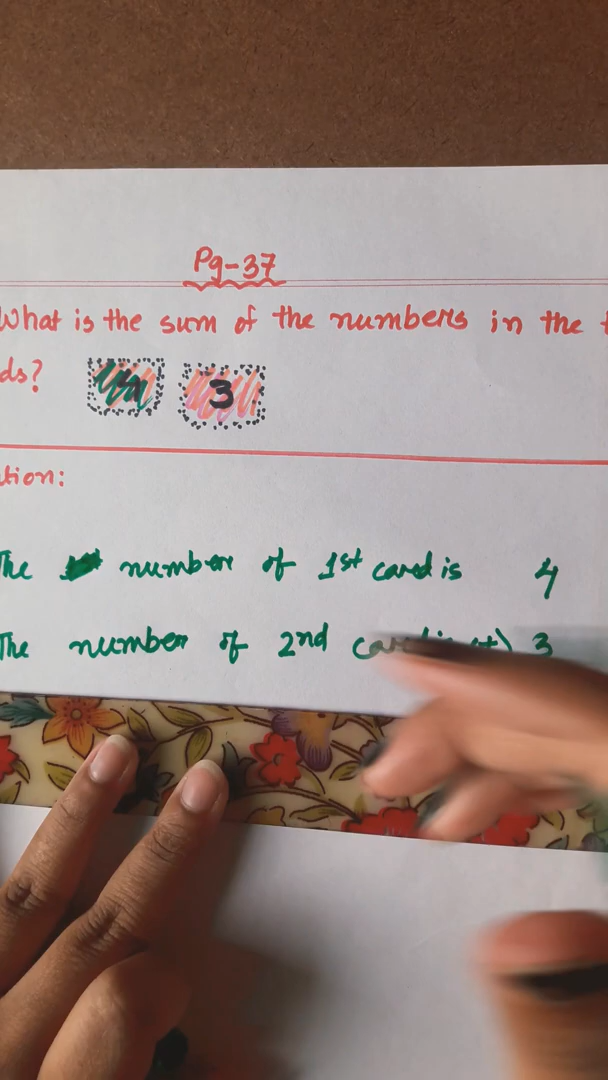 Pg-37
What is the sum of the numbers in the
ds?
4 3
tion:
The number of 1st card is 4
The number of 2nd (+) 3